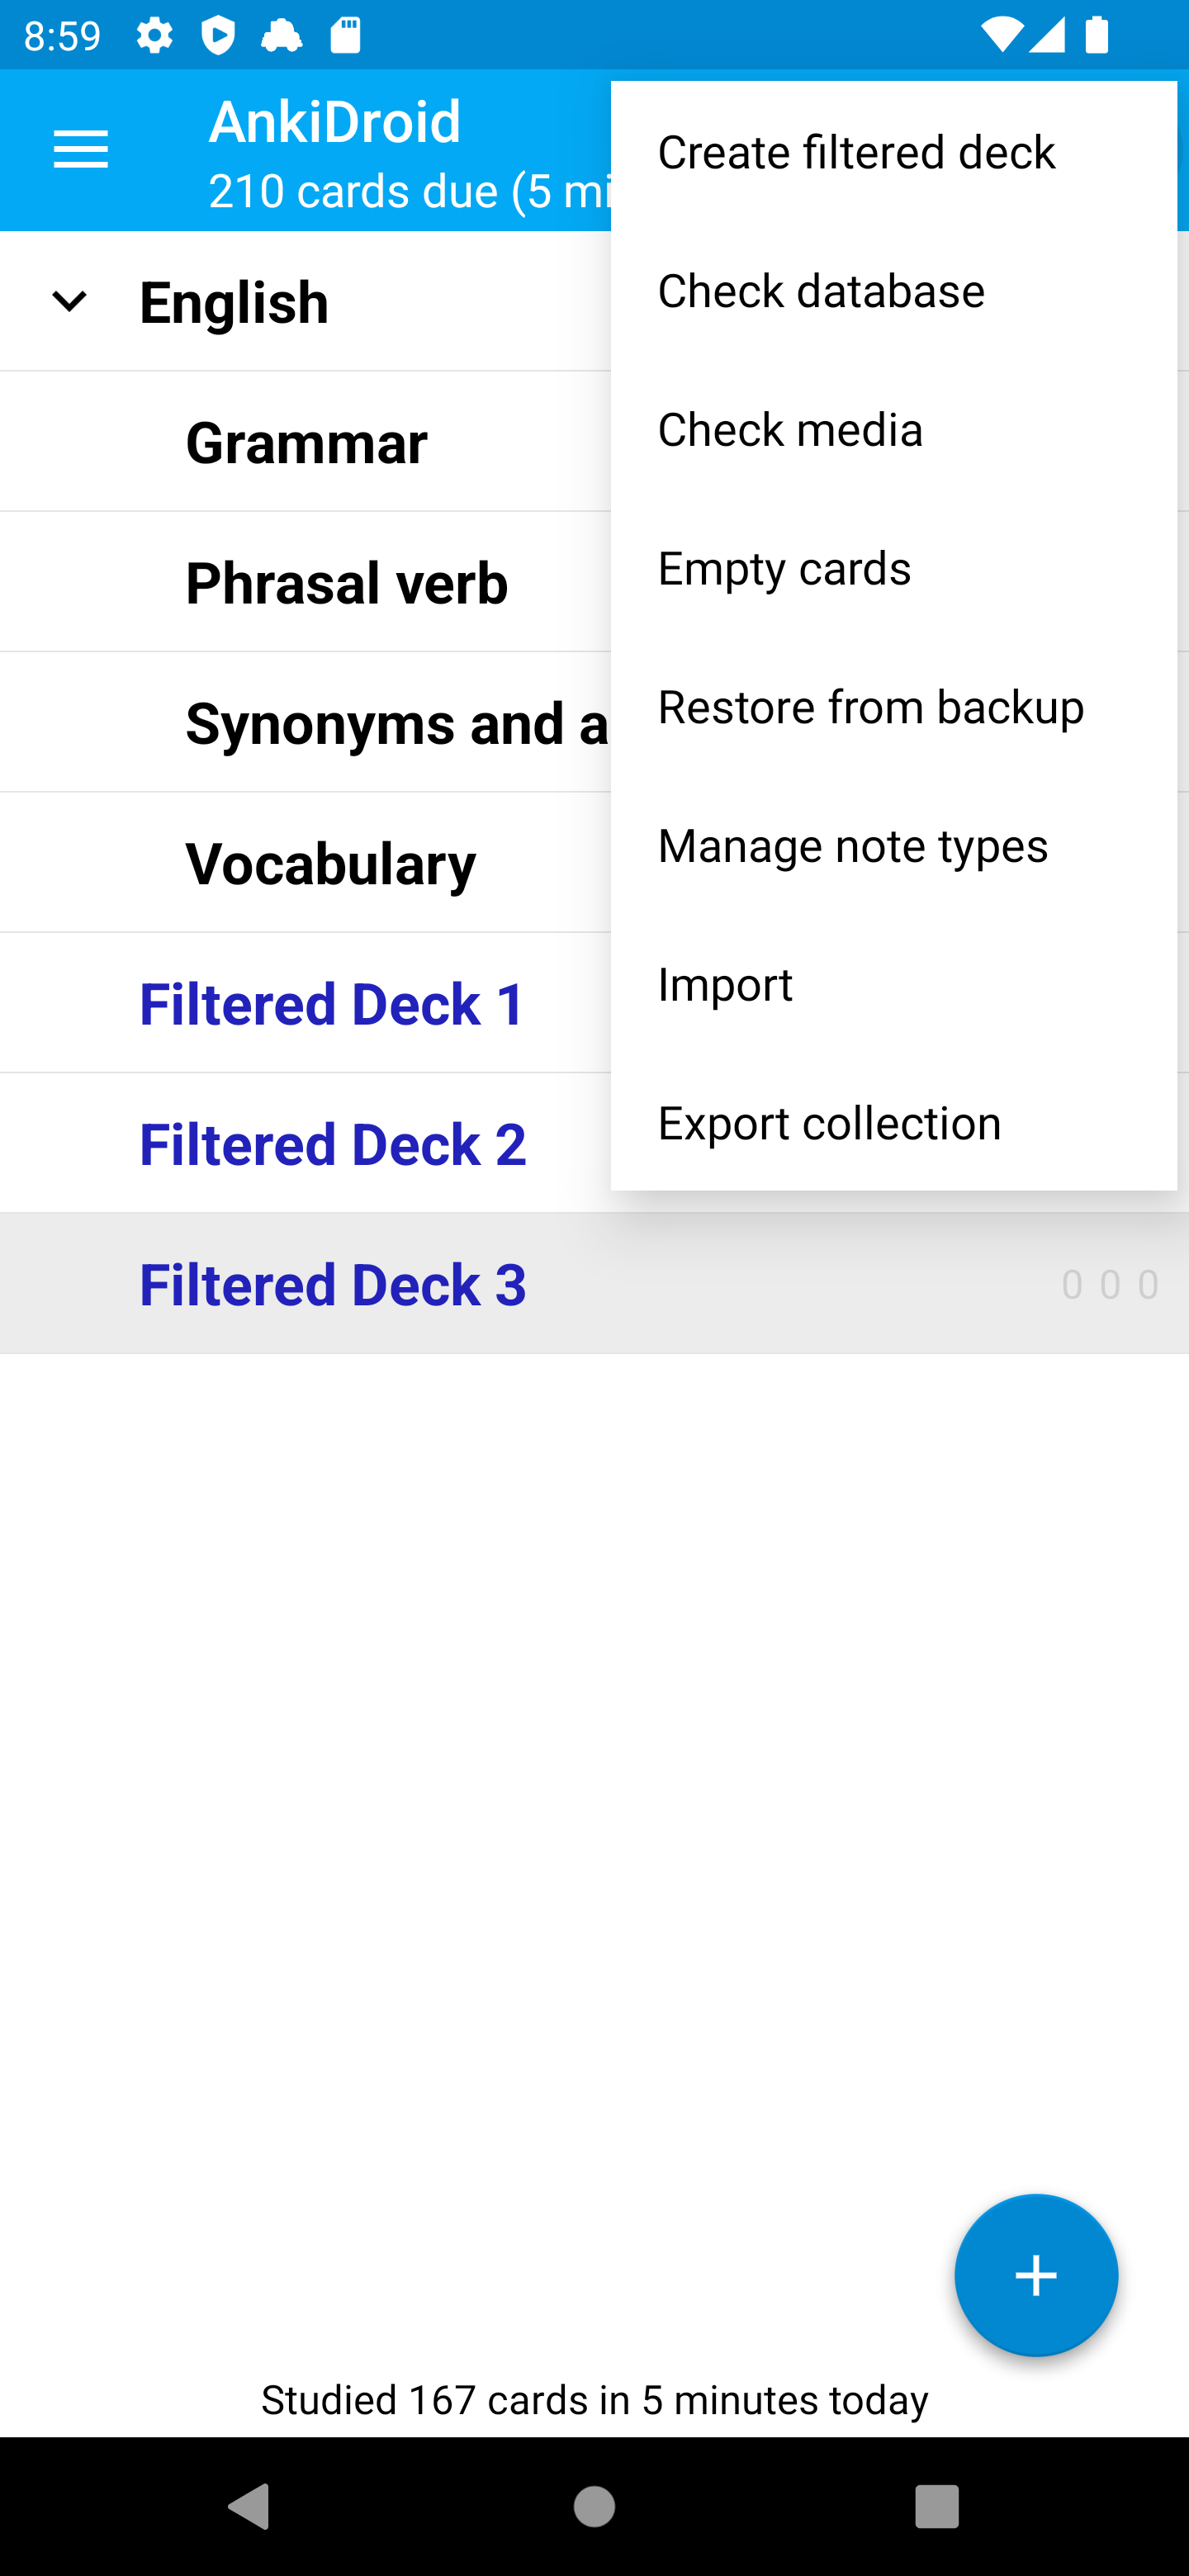 8:59
AnkiDroid
210 cards due (5 mi
Create filtered deck
Check database
Check media
Empty cards
Restore from backup
Manage note types
Import
Export collection
English
Grammar
Phrasal verb
Synonyms and a
Vocabulary
Filtered Deck 1
Filtered Deck 2
Filtered Deck 3 0 0 0
Studied 167 cards in 5 minutes today